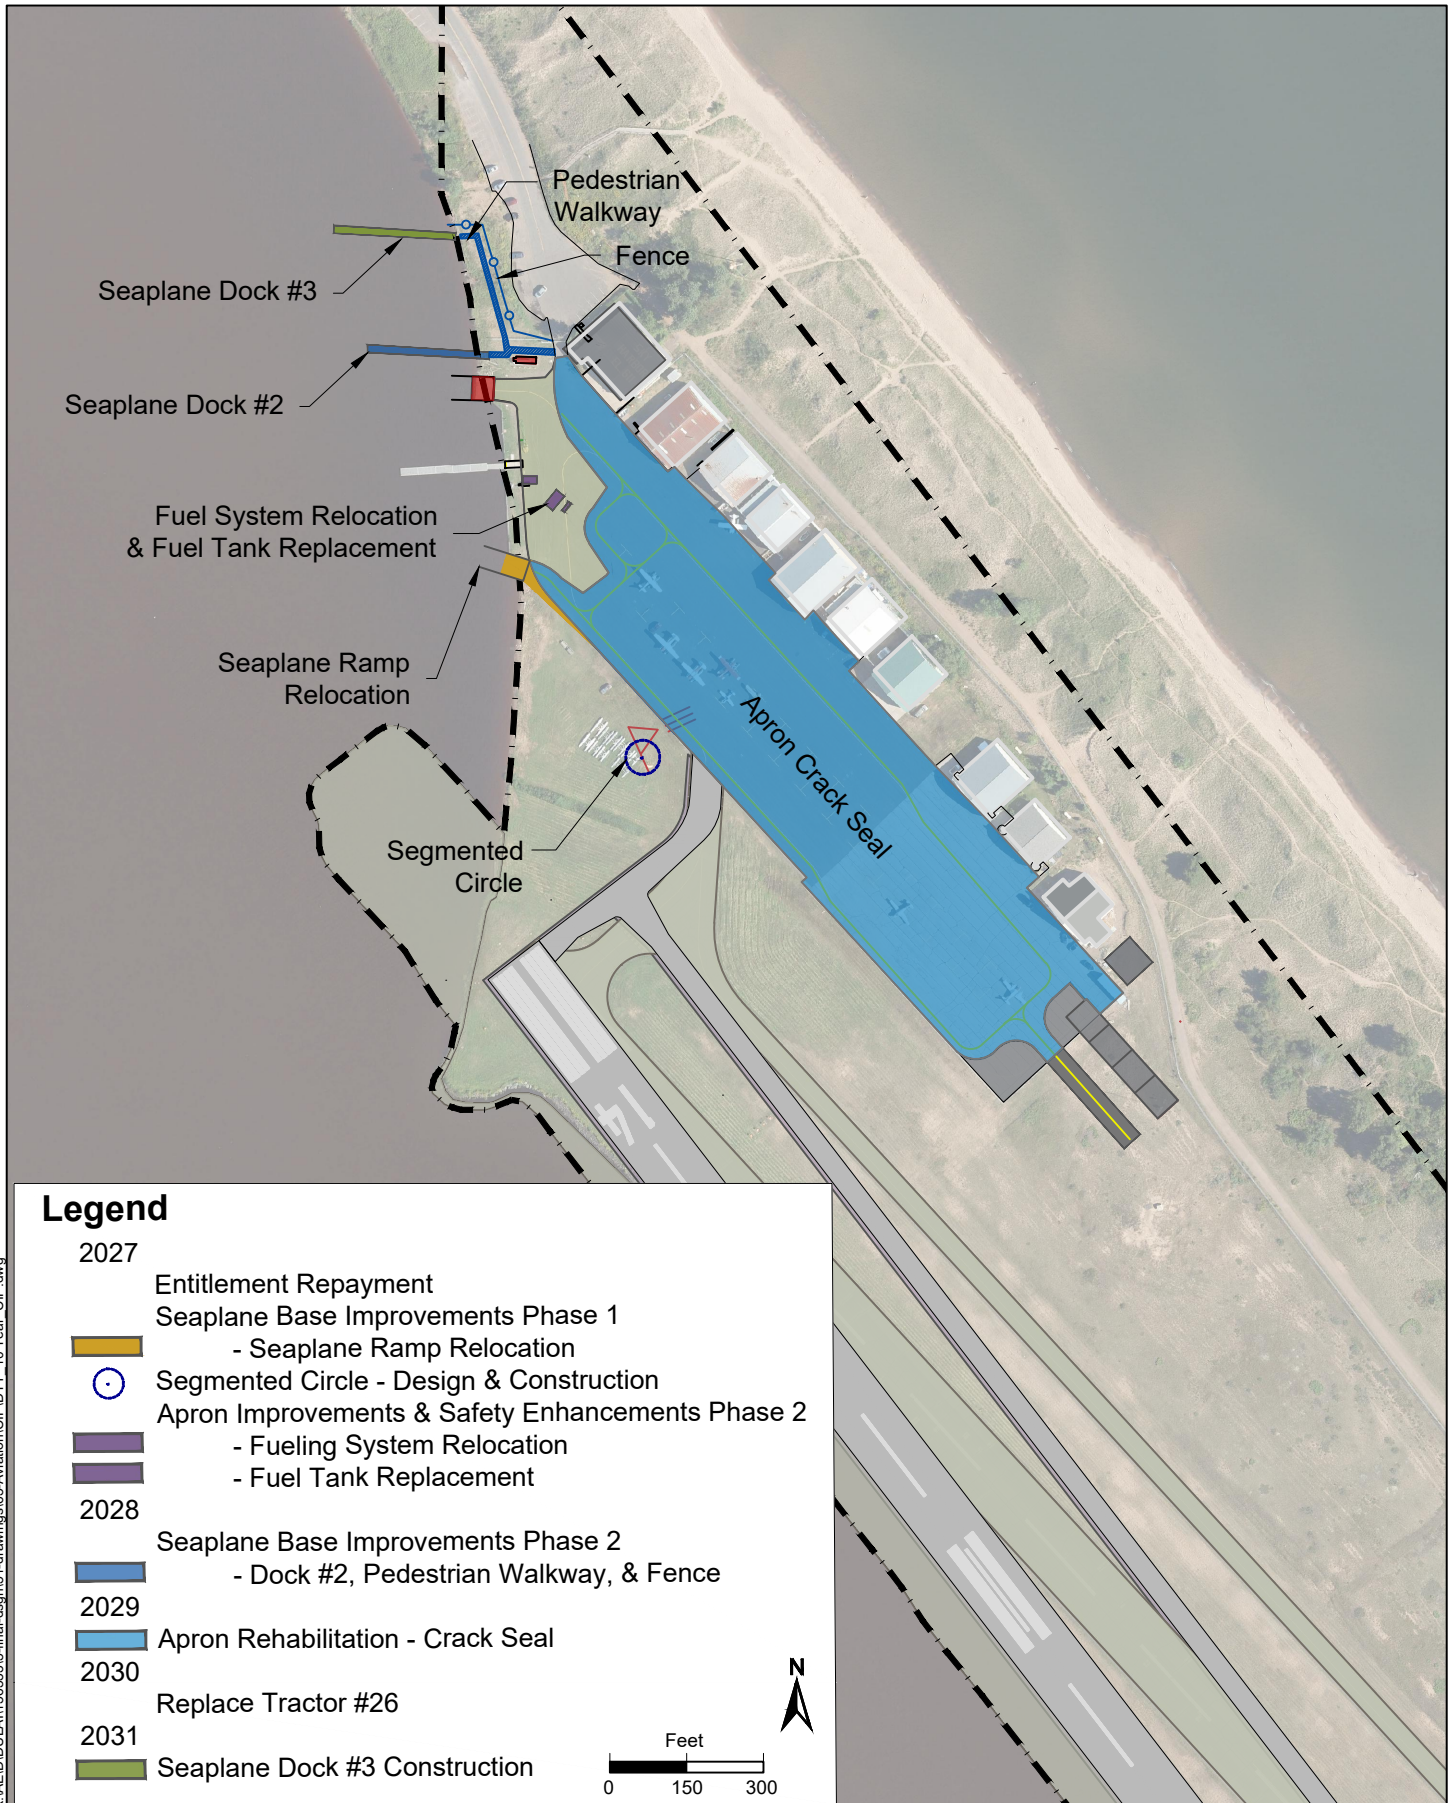 Pedestrian
Walkway
Fence
Seaplane Dock #3
Seaplane Dock #2
Fuel System Relocation
& Fuel Tank Replacement
Seaplane Ramp
Relocation
Apron Crack Seal
Segmented
Circle
14
Legend
2027
Entitlement Repayment
Seaplane Base Improvements Phase 1
- Seaplane Ramp Relocation
Segmented Circle - Design & Construction
Apron Improvements & Safety Enhancements Phase 2
- Fueling System Relocation
- Fuel Tank Replacement
2028
Seaplane Base Improvements Phase 2
- Dock #2, Pedestrian Walkway, & Fence
2029
Apron Rehabilitation - Crack Seal
2030
Replace Tractor #26
2031
Seaplane Dock #3 Construction
N
Feet
0 150 300